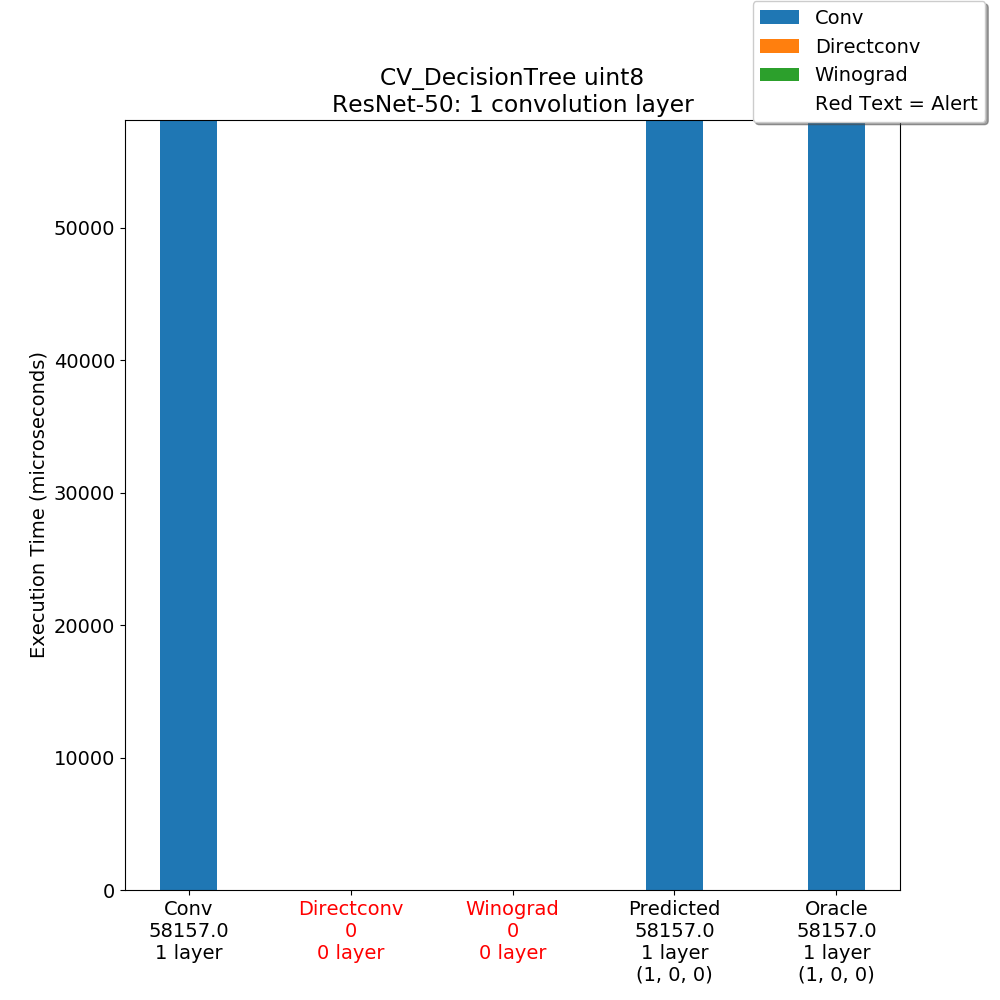 Conv
Directconv
Winograd
Red Text = Alert
CV_DecisionTree uint8
ResNet-50: 1 convolution layer
Execution Time (microseconds)
50000
40000
30000
20000
10000
0
Conv
58157.0
1 layer
Directconv
0
0 layer
Winograd
0
0 layer
Predicted
58157.0
1 layer
(1, 0, 0)
Oracle
58157.0
1 layer
(1, 0, 0)